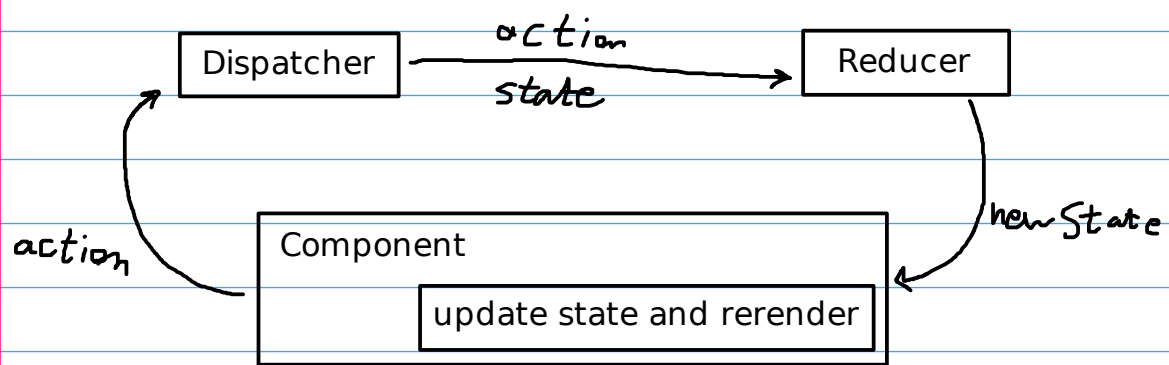 action
Dispatcher
state
Reducer
action
Component
newState
update state and rerender